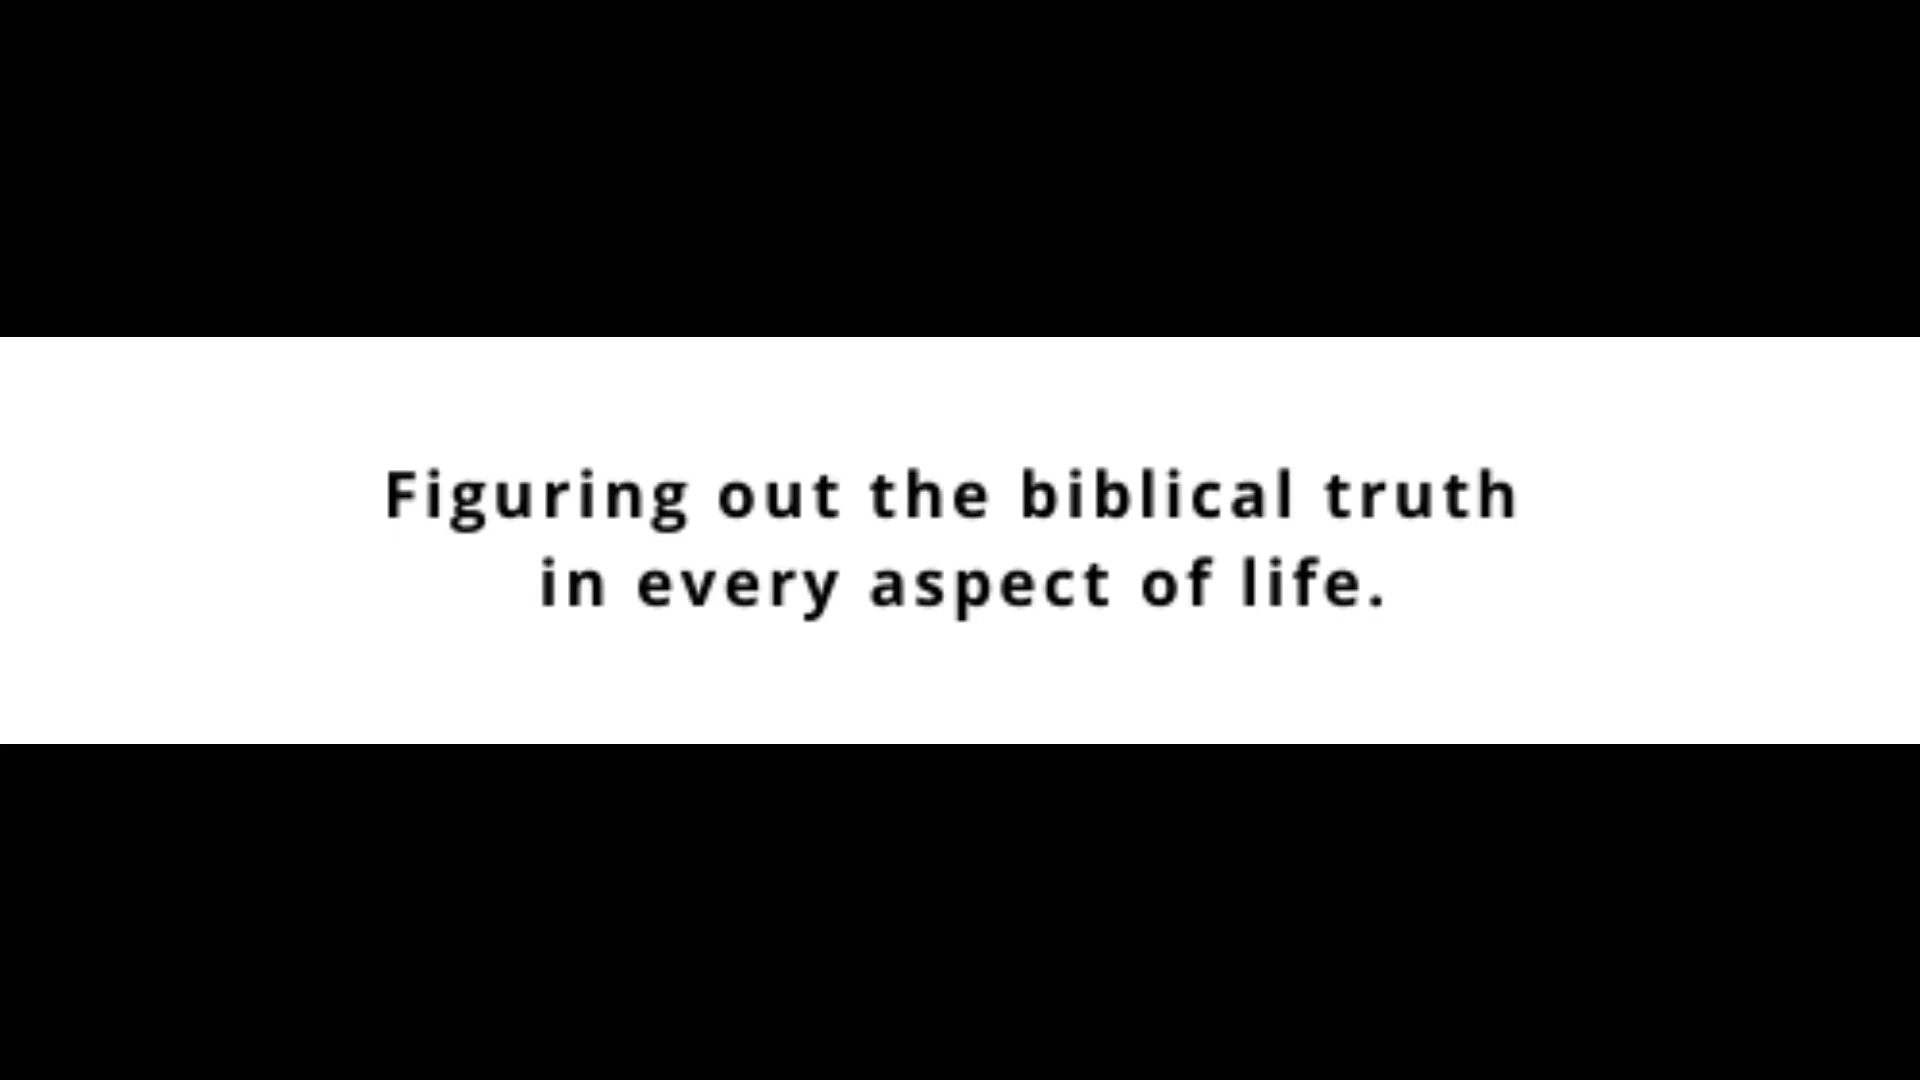 Figuring out the biblical truth
in every aspect of life.